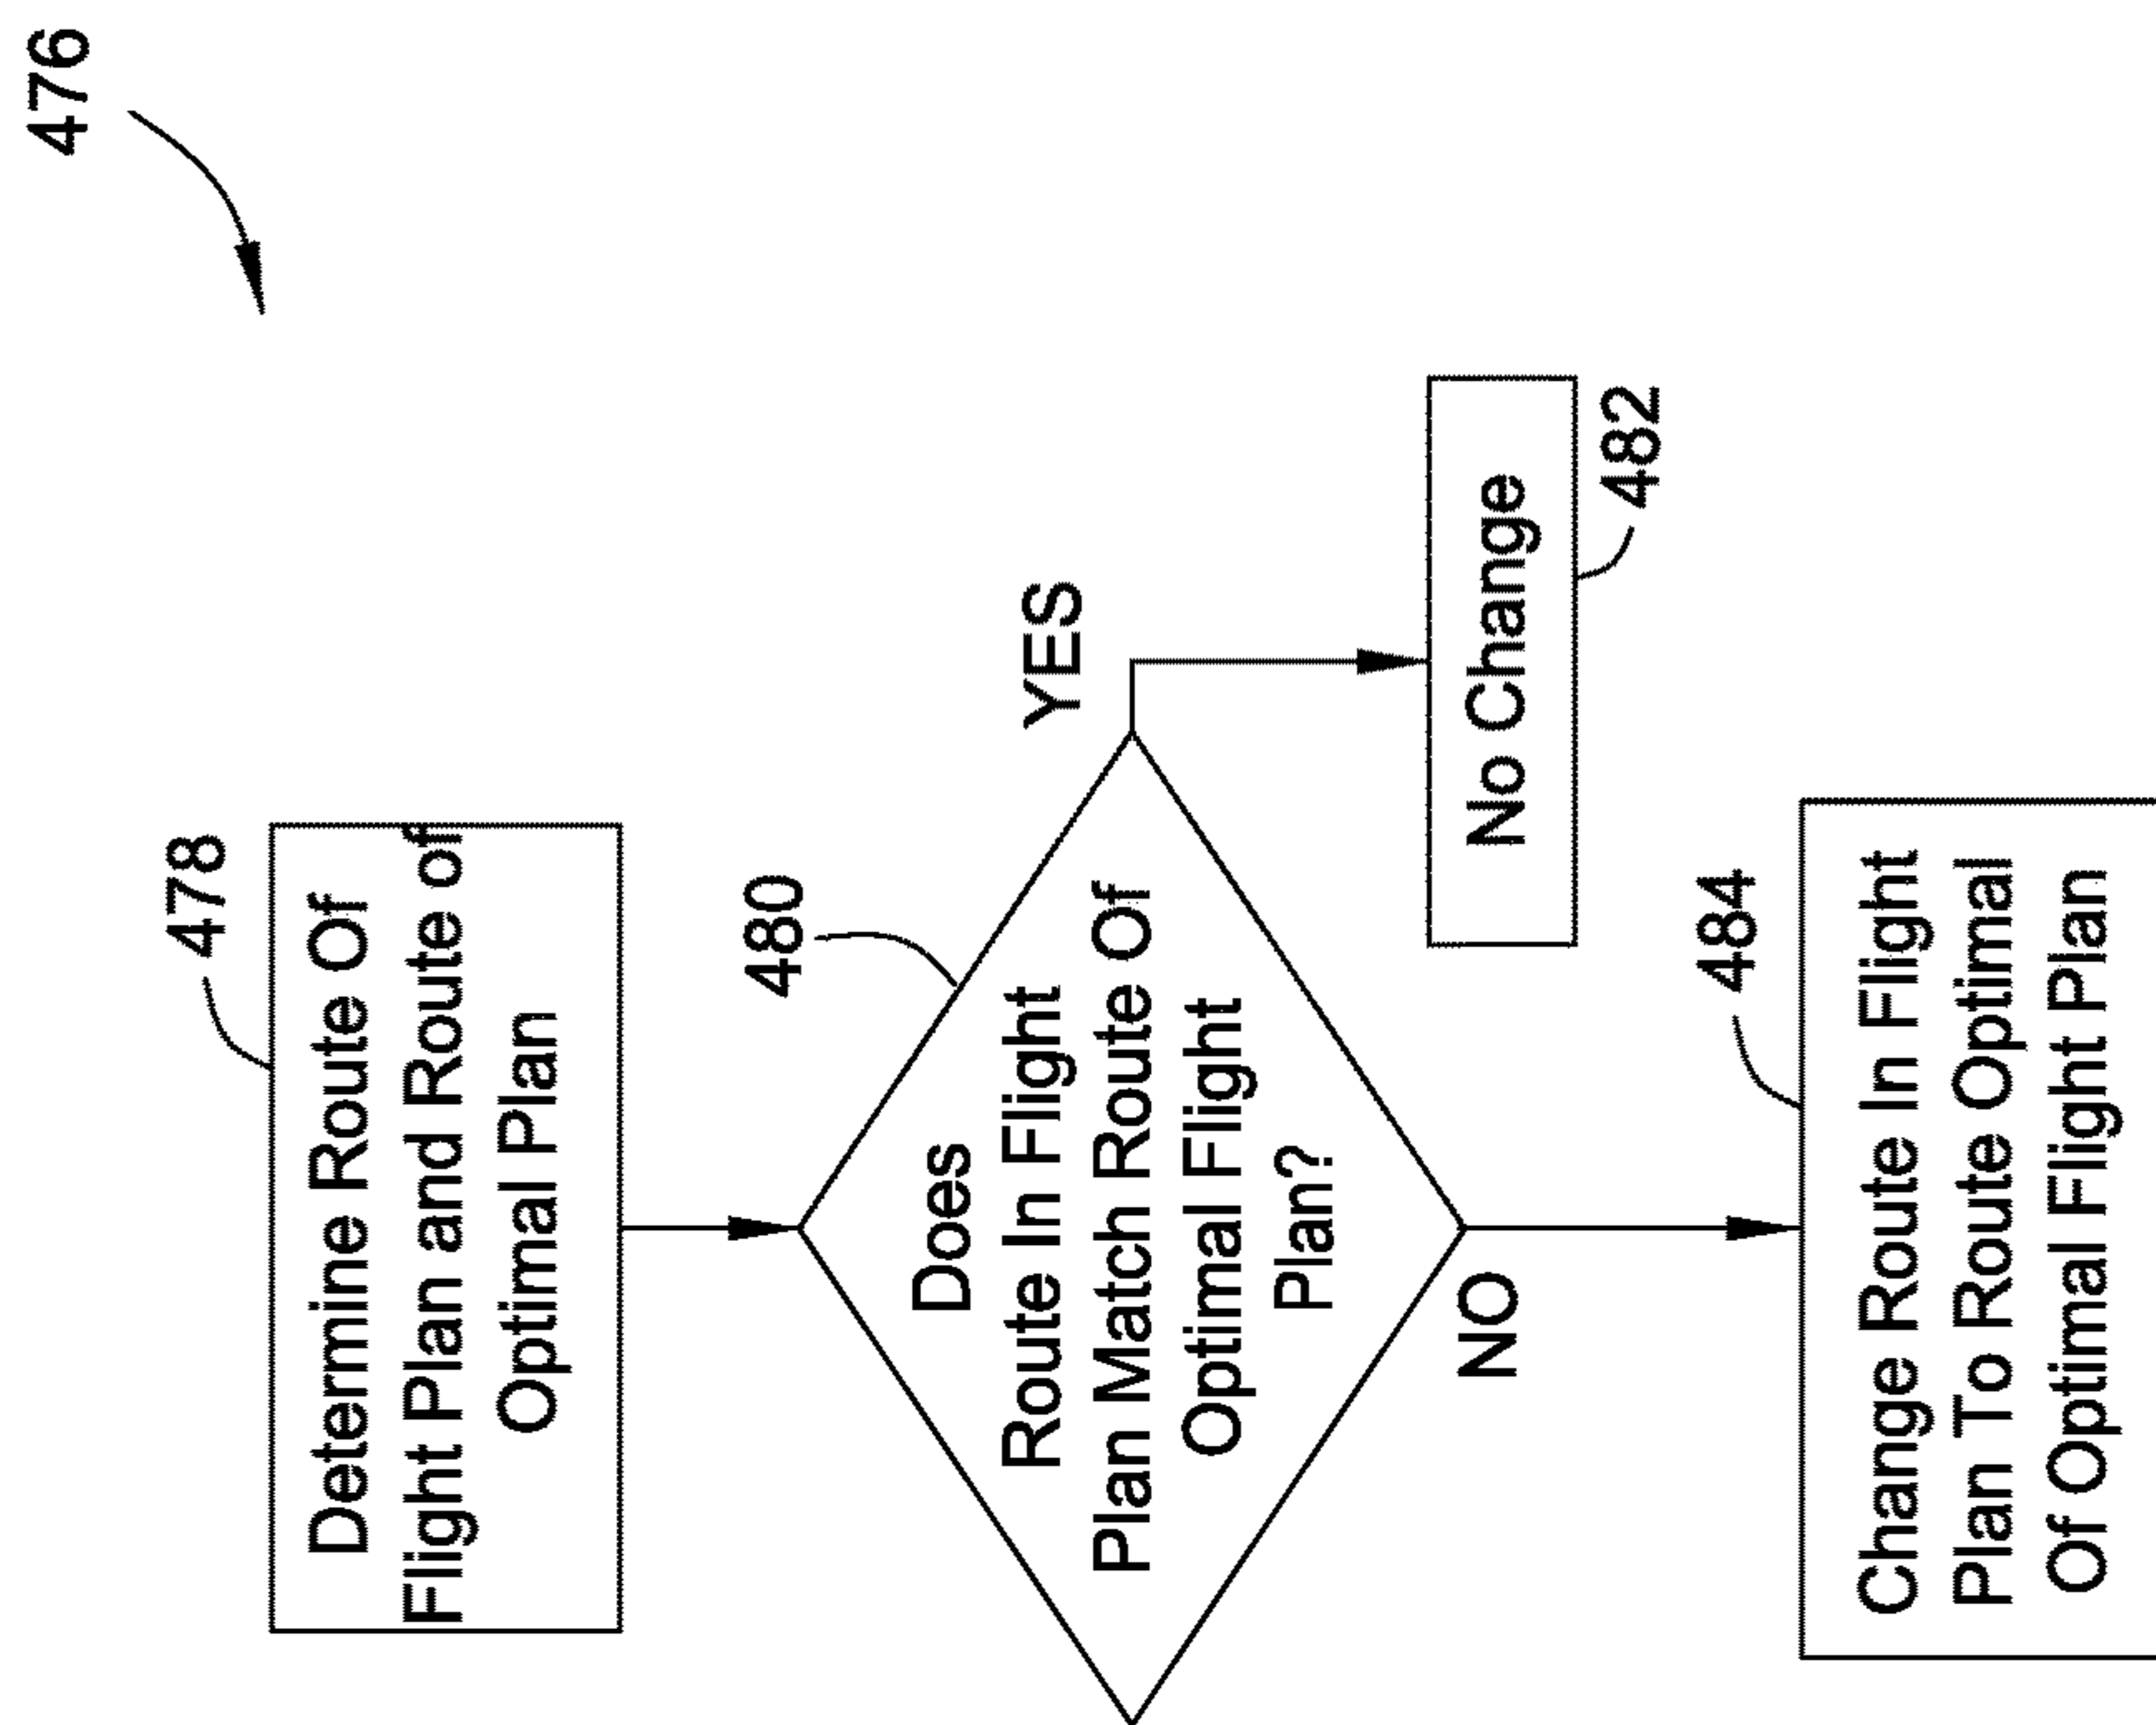 476
478
Determine Route Of
Flight Plan and Route of
Optimal Plan
480
Does
Route In Flight
Plan Match Route Of
Optimal Flight
Plan?
YES
No Change
482
NO
484
Change Route In Flight
Plan To Route Optimal
Of Optimal Flight Plan